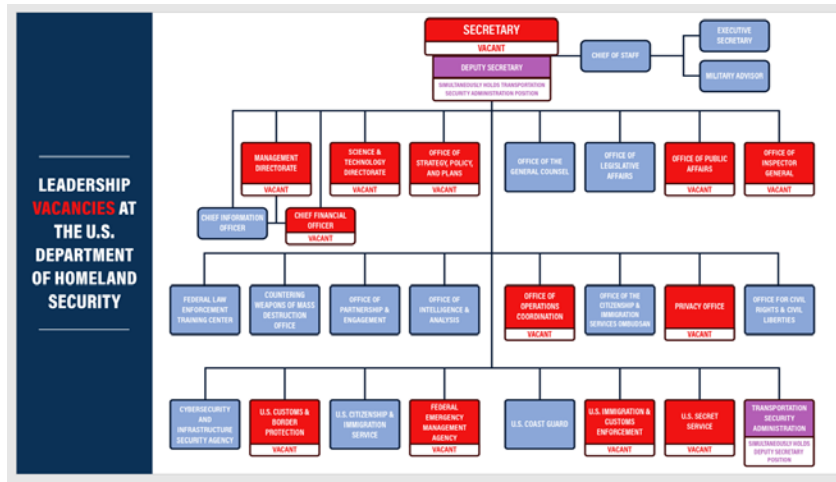 LEADERSHIP
VACANCIES AT
THE U.S.
DEPARTMENT
OF HOMELAND
SECURITY
SECRETARY
VACANT
DEPUTY SECRETARY
SIMULTANEOUSLY HOLDS TRANSPORTATION
SECURITY ADMINISTRATION POSITION
CHIEF OF STAFF
EXECUTIVE
SECRETARY
MILITARY ADVISOR
MANAGEMENT
DIRECTORATE
VACANT
SCIENCE &
TECHNOLOGY
DIRECTORATE
VACANT
OFFICE OF
STRATEGY, POLICY,
AND PLANS
VACANT
OFFICE OF THE
GENERAL COUNSEL
OFFICE OF
LEGISLATIVE
AFFAIRS
OFFICE OF PUBLIC
AFFAIRS
VACANT
OFFICE OF
INSPECTOR
GENERAL
VACANT
CHIEF INFORMATION
OFFICER
CHIEF FINANCIAL
OFFICER
VACANT
FEDERAL LAW
ENFORCEMENT
TRAINING CENTER
COUNTERING
WEAPONS OF MASS
DESTRUCTION
OFFICE
OFFICE OF
PARTNERSHIP &
ENGAGEMENT
OFFICE OF
INTELLIGENCE &
ANALYSIS
OFFICE OF
OPERATIONS
COORDINATION
VACANT
OFFICE OF THE
CITIZENSHIP &
IMMIGRATION
SERVICES OMBUDSAN
PRIVACY OFFICE
VACANT
OFFICE FOR CIVIL
RIGHTS & CIVIL
LIBERTIES
CYBERSECURITY
AND
INFRASTRUCTURE
SECURITY AGENCY
U.S. CUSTOMS &
BORDER
PROTECTION
VACANT
U.S. CITIZENSHIP &
IMMIGRATION
SERVICE
FEDERAL
EMERGENCY
MANAGEMENT
AGENCY
VACANT
U.S. COAST GUARD
U.S. IMMIGRATION &
CUSTOMS
ENFORCEMENT
VACANT
U.S. SECRET
SERVICE
VACANT
TRANSPORTATION
SECURITY
ADMINISTRATION
SIMULTANEOUSLY HOLDS
DEPUTY SECRETARY
POSITION